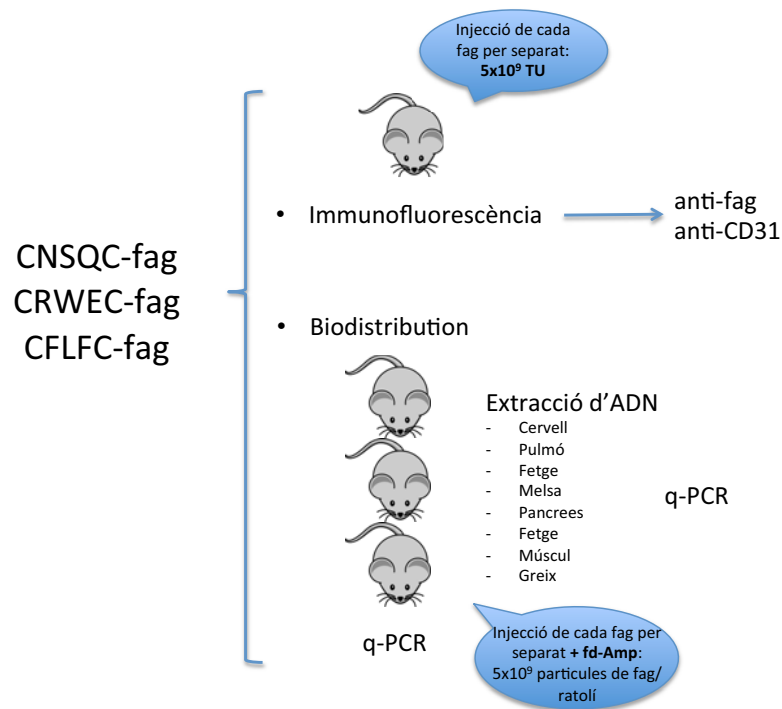 Injecció de cada
fag per separat:
5x10⁹ TU
• Immunofluorescència
anti-fag
anti-CD31
CNSQC-fag
CRWEC-fag
CFLFC-fag
• Biodistribution
Extracció d'ADN
- Cervell
- Pulmó
- Fetge
- Melsa
- Pancrees
- Fetge
- Múscul
- Greix
q-PCR
q-PCR
Injecció de cada fag per
separat + fd-Amp:
5x10⁹ particules de fag/
ratolí